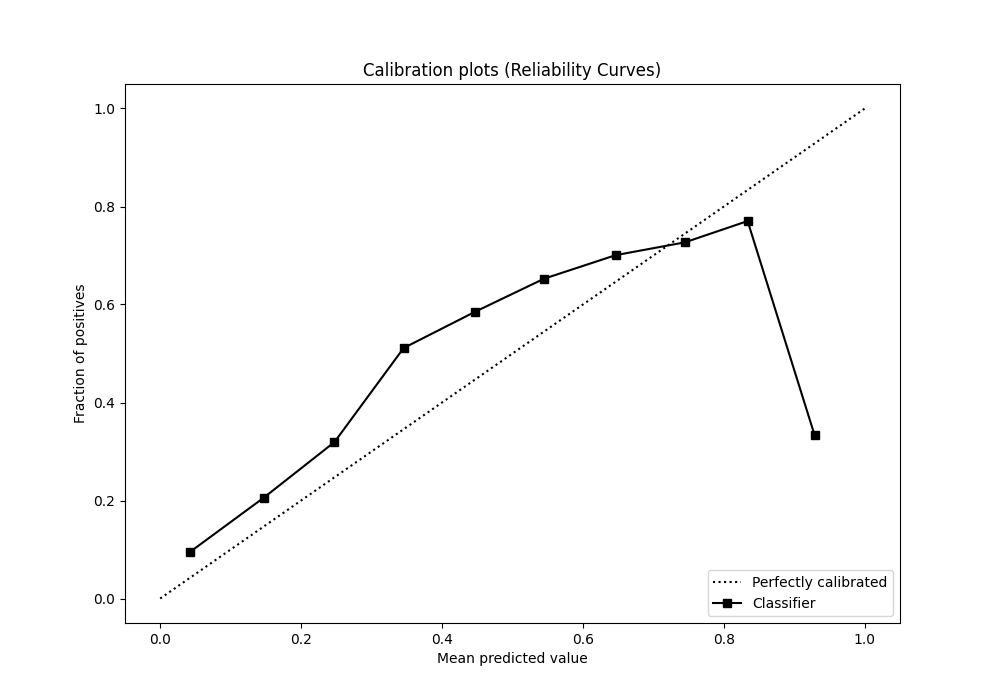 Calibration plots (Reliability Curves)
Fraction of positives
1.0
0.8
0.6
0.4
0.2
0.0
0.0 0.2 0.4 0.6 0.8 1.0
Mean predicted value
Perfectly calibrated
Classifier